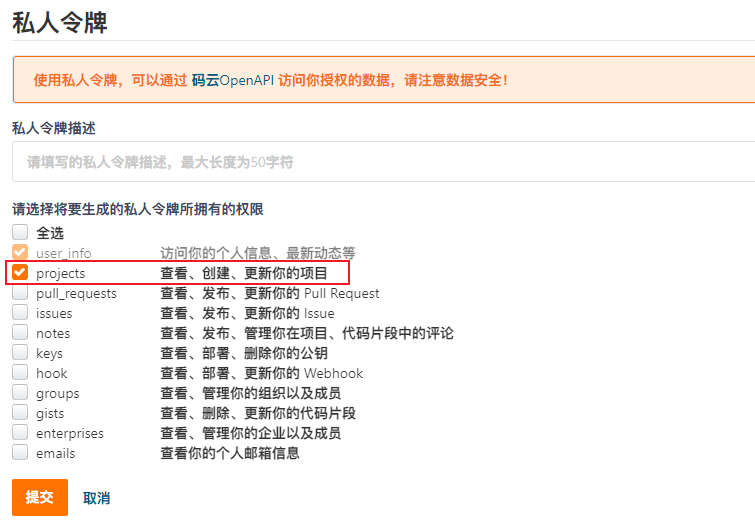 私人令牌
使用私人令牌，可以通过 码云OpenAPI 访问你授权的数据，请注意数据安全！
私人令牌描述
请填写的私人令牌描述，最大长度为50字符
请选择将要生成的私人令牌所拥有的权限
全选
user_info 访问你的个人信息、最新动态等
projects 查看、创建、更新你的项目
pull_requests 查看、发布、更新你的 Pull Request
issues 查看、发布、更新你的 Issue
notes 查看、发布、管理你在项目、代码片段中的评论
keys 查看、部署、删除你的公钥
hook 查看、部署、更新你的 Webhook
groups 查看、管理你的组织以及成员
gists 查看、删除、更新你的代码片段
enterprises 查看、管理你的企业以及成员
emails 查看你的个人邮箱信息
提交 取消